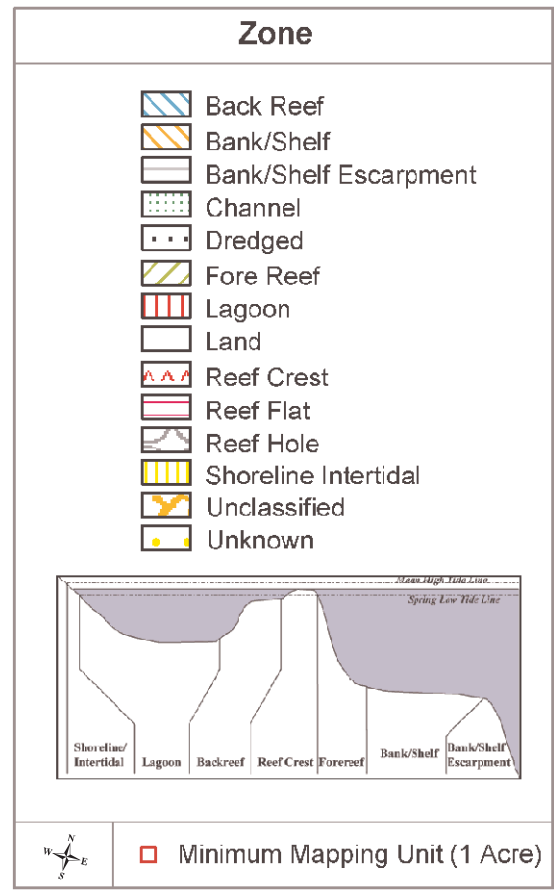 Zone
Back Reef
Bank/Shelf
Bank/Shelf Escarpment
Channel
Dredged
Fore Reef
Lagoon
Land
Reef Crest
Reef Flat
Reef Hole
Shoreline Intertidal
Unclassified
Unknown
Mean High Tide Line
Spring Low Tide Line
Shoreline/
Intertidal
Lagoon
Backreef
Reef Crest
Forereef
Bank/Shelf
Bank/Shelf
Escarpment
N
W E
S
Minimum Mapping Unit (1 Acre)